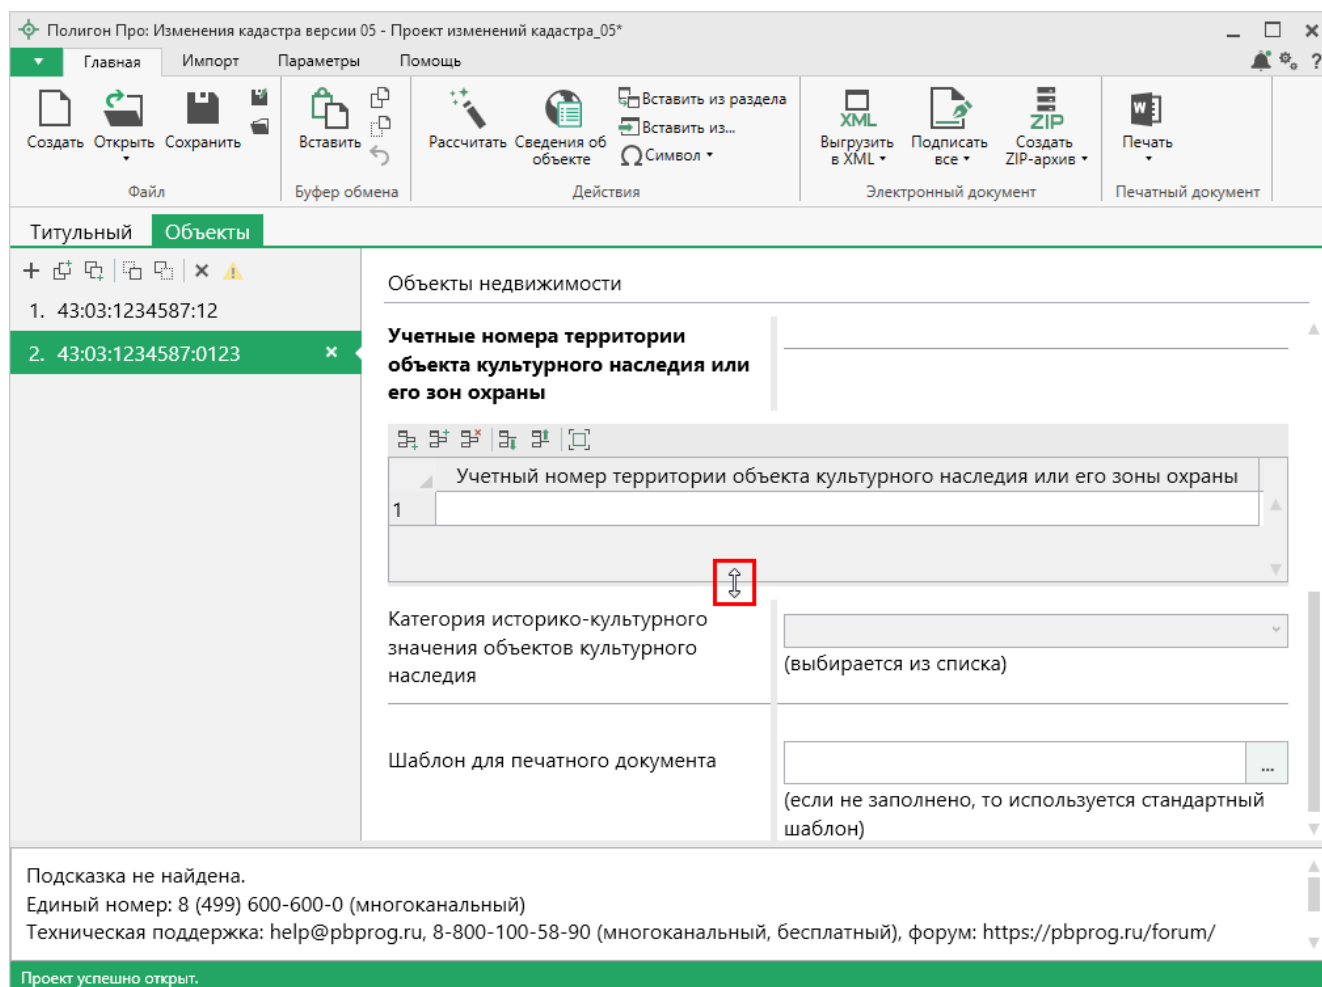 Полигон Про: Изменения кадастра версии 05 - Проект изменений кадастра_05*
Главная Импорт Параметры Помощь
?
Создать Открыть Сохранить
Вставить
Рассчитать Сведения об объекте
Вставить из раздела
Вставить из...
Символ
XML
Выгрузить в XML
Подписать все
ZIP
Создать ZIP-архив
W
Печать
Файл Буфер обмена Действия Электронный документ Печатный документ
Титульный Объекты
1. 43:03:1234587:12
2. 43:03:1234587:0123
Объекты недвижимости
Учетные номера территории
объекта культурного наследия или
его зон охраны
Учетный номер территории объекта культурного наследия или его зоны охраны
1
Категория историко-культурного
значения объектов культурного
наследия
(выбирается из списка)
Шаблон для печатного документа
...
(если не заполнено, то используется стандартный
шаблон)
Подсказка не найдена.
Единый номер: 8 (499) 600-600-0 (многоканальный)
Техническая поддержка: help@pbprog.ru, 8-800-100-58-90 (многоканальный, бесплатный), форум: https://pbprog.ru/forum/
Проект успешно открыт.